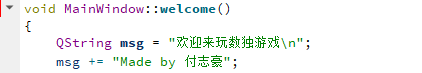 void MainWindow::welcome()
{
QString msg = "欢迎来玩数独游戏\n";
msg += "Made by 付志豪";